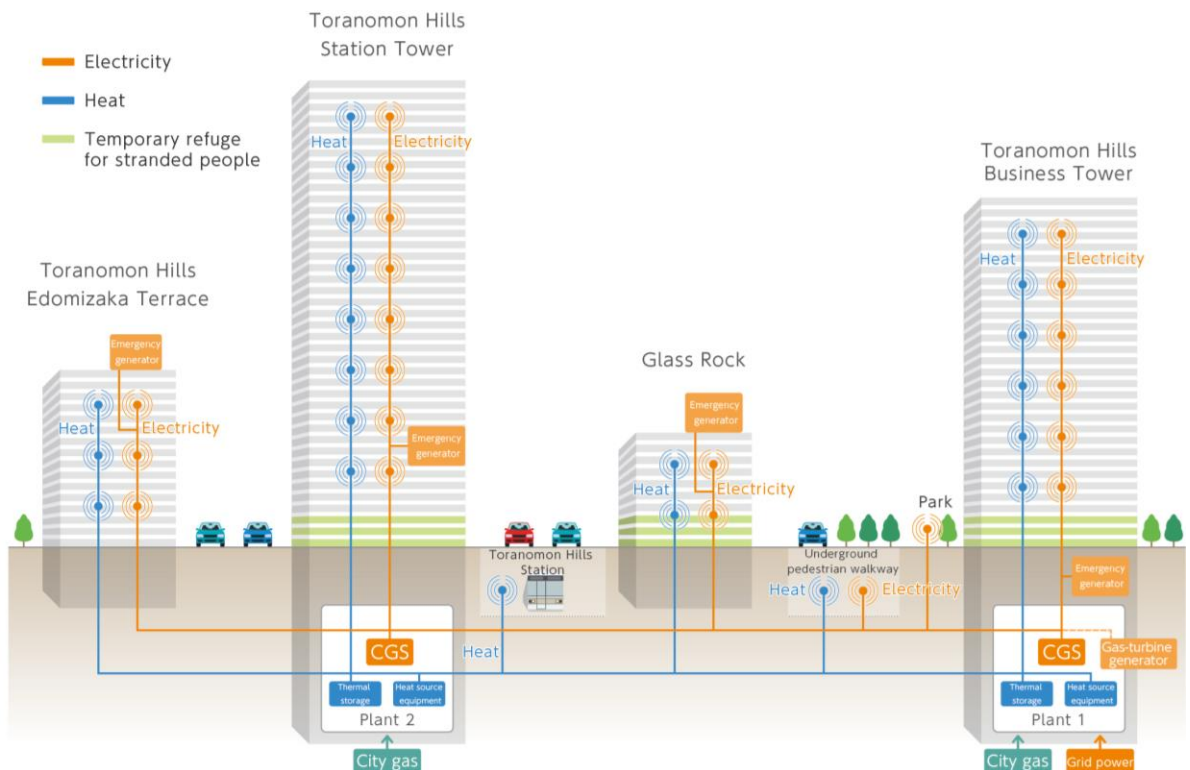 Toranomon Hills
Station Tower
Electricity
Heat
Temporary refuge
for stranded people
Heat
Electricity
Toranomon Hills
Business Tower
Heat
Electricity
Toranomon Hills
Edomizaka Terrace
Emergency
generator
Heat
Electricity
Glass Rock
Emergency
generator
Emergency
generator
Heat
Electricity
Park
Toranomon Hills
Station
Underground
pedestrian walkway
Heat
Electricity
Emergency
generator
Heat
CGS
CGS
Gas-turbine
generator
Thermal
storage
Heat source
equipment
Plant 2
Thermal
storage
Heat source
equipment
Plant 1
City gas
City gas
Grid power